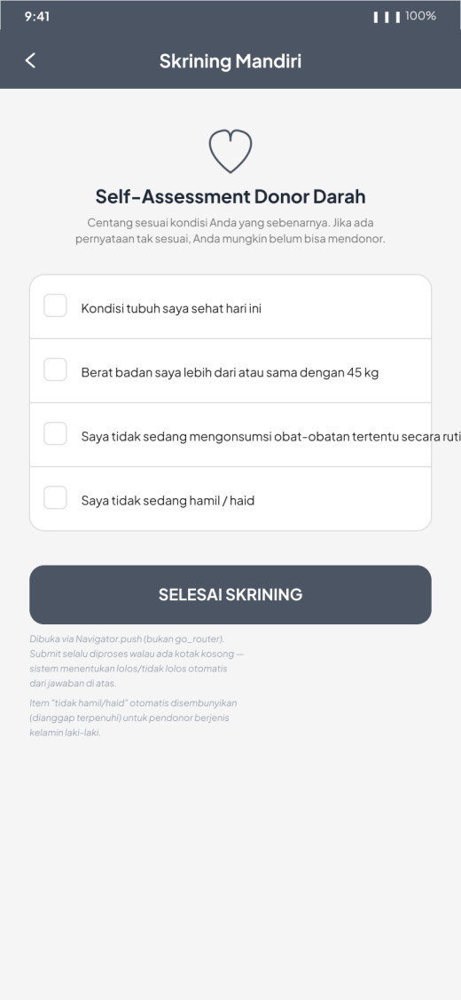 9:41
100%
Skrining Mandiri
Self-Assessment Donor Darah
Centang sesuai kondisi Anda yang sebenarnya. Jika ada
pernyataan tak sesuai, Anda mungkin belum bisa mendonor.
Kondisi tubuh saya sehat hari ini
Berat badan saya lebih dari atau sama dengan 45 kg
Saya tidak sedang mengonsumsi obat-obatan tertentu secara ruti
Saya tidak sedang hamil / haid
SELESAI SKRINING
Dibuka via Navigator.push (bukan go_router).
Submit selalu diproses walau ada kotak kosong —
sistem menentukan lolos/tidak lolos otomatis
dari jawaban di atas.
Item "tidak hamil/haid" otomatis disembunyikan
(dianggap terpenuhi) untuk pendonor berjenis
kelamin laki-laki.